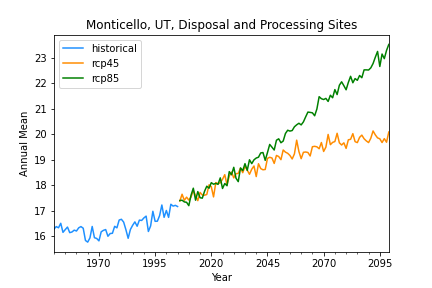 Monticello, UT, Disposal and Processing Sites
historical
rcp45
rcp85
Annual Mean
23
22
21
20
19
18
17
16
1970
1995
2020
2045
2070
2095
Year